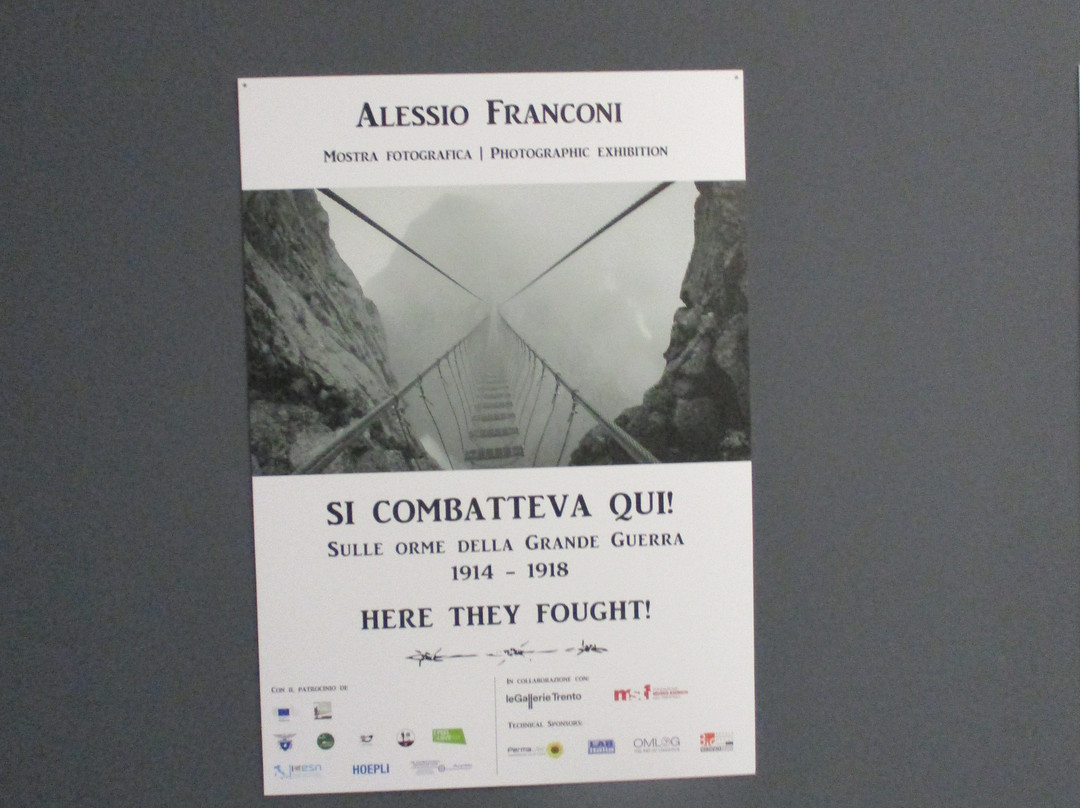 Alessio Franconi
Mostra fotografica | Photographic exhibition
SI COMBATTEVA QUI!
Sulle orme della Grande Guerra
1914 - 1918
HERE THEY FOUGHT!
Con il patrocinio di
In collaborazione con:
leGallerie Trento
Technical Sponsors:
HOEPLI
LAB
OMLOG